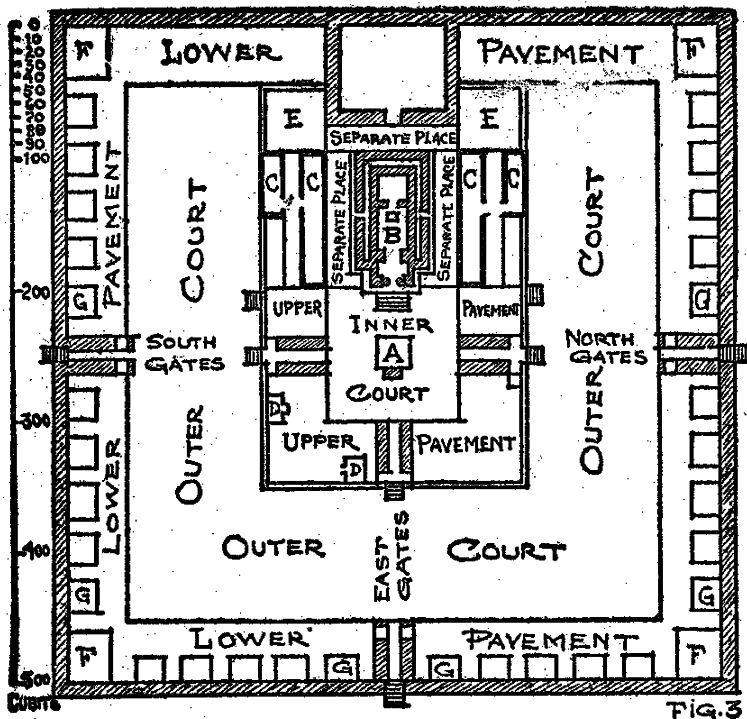 0
10
20
30
40
50
60
70
80
90
100
200
300
400
500
CUBITS
F
LOWER
PAVEMENT
F
E
E
SEPARATE PLACE
C
C
SEPARATE PLACE
B
SEPARATE PLACE
C
C
PAVEMENT
COURT
COURT
G
UPPER
PAVEMENT
G
INNER
A
COURT
SOUTH
GATES
NORTH
GATES
D
UPPER
PAVEMENT
D
LOWER
OUTER
OUTER
OUTER
COURT
EAST
GATES
G
G
F
LOWER
PAVEMENT
F
G
G
FIG.3